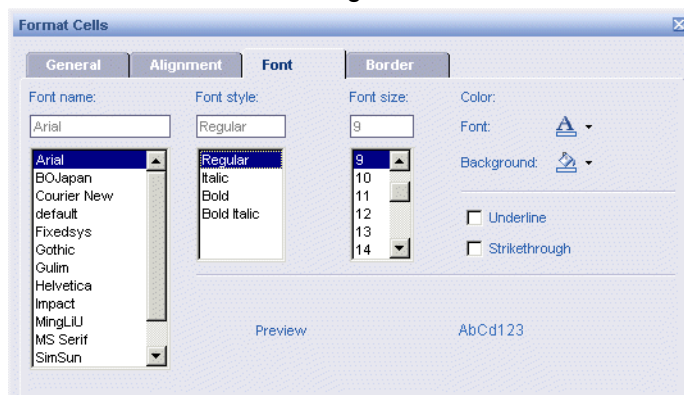 Format Cells
General Alignment Font Border
Font name: Font style: Font size: Color:
Arial Regular 9 Font: A
Arial Regular 9 Background:
BOJapan Italic 10
Courier New Bold 11
default Bold Italic 12 Underline
Fixedsys 13
Gothic 14 Strikethrough
Gulim
Helvetica
Impact
MingLiU Preview AbCd123
MS Serif
SimSun